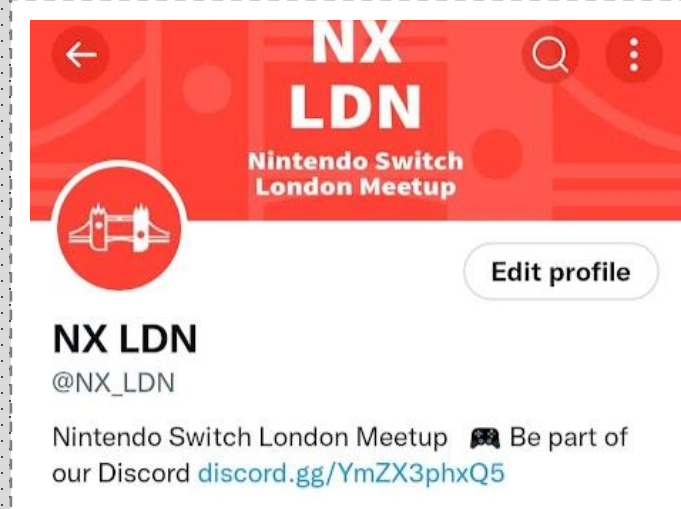 NX
LDN
Nintendo Switch
London Meetup
Edit profile
NX LDN
@NX_LDN
Nintendo Switch London Meetup 🎮 Be part of
our Discord discord.gg/YmZX3phxQ5